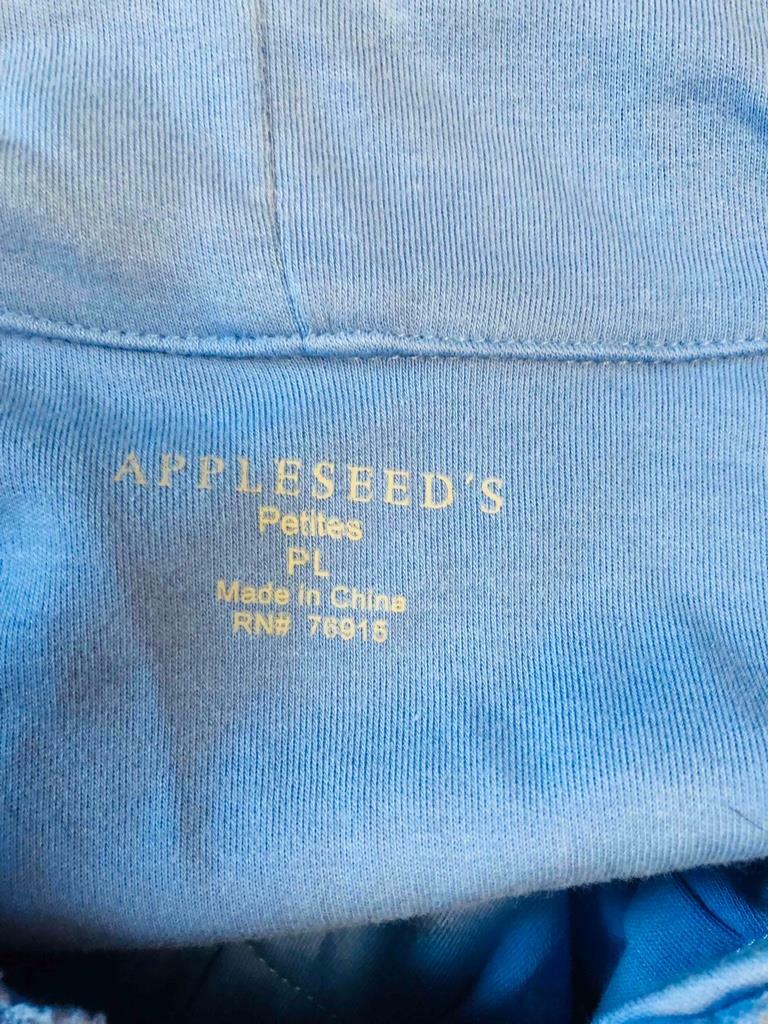 APPLESEED'S
Petites
PL
Made in China
RN# 76915